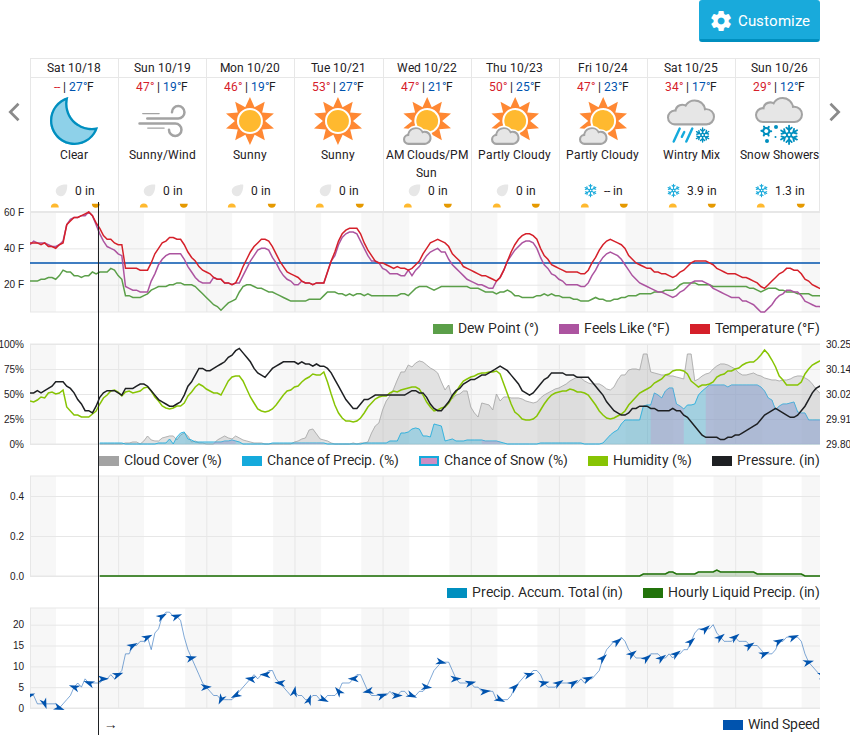 Customize
Sat 10/18 Sun 10/19 Mon 10/20 Tue 10/21 Wed 10/22 Thu 10/23 Fri 10/24 Sat 10/25 Sun 10/26
-- | 27°F 47° | 19°F 46° | 19°F 53° | 27°F 47° | 21°F 50° | 25°F 47° | 23°F 34° | 17°F 29° | 12°F
Clear Sunny/Wind Sunny Sunny AM Clouds/PM Partly Cloudy Partly Cloudy Wintry Mix Snow Showers
Sun
0 in 0 in 0 in 0 in 0 in 0 in -- in 3.9 in 1.3 in
60 F
40 F
20 F
Dew Point (°) Feels Like (°F) Temperature (°F)
100% 30.25
75% 30.14
50% 30.02
25% 29.91
0% 29.80
Cloud Cover (%) Chance of Precip. (%) Chance of Snow (%) Humidity (%) Pressure. (in)
0.4
0.2
0.0
Precip. Accum. Total (in) Hourly Liquid Precip. (in)
20
15
10
5
0
→
Wind Speed